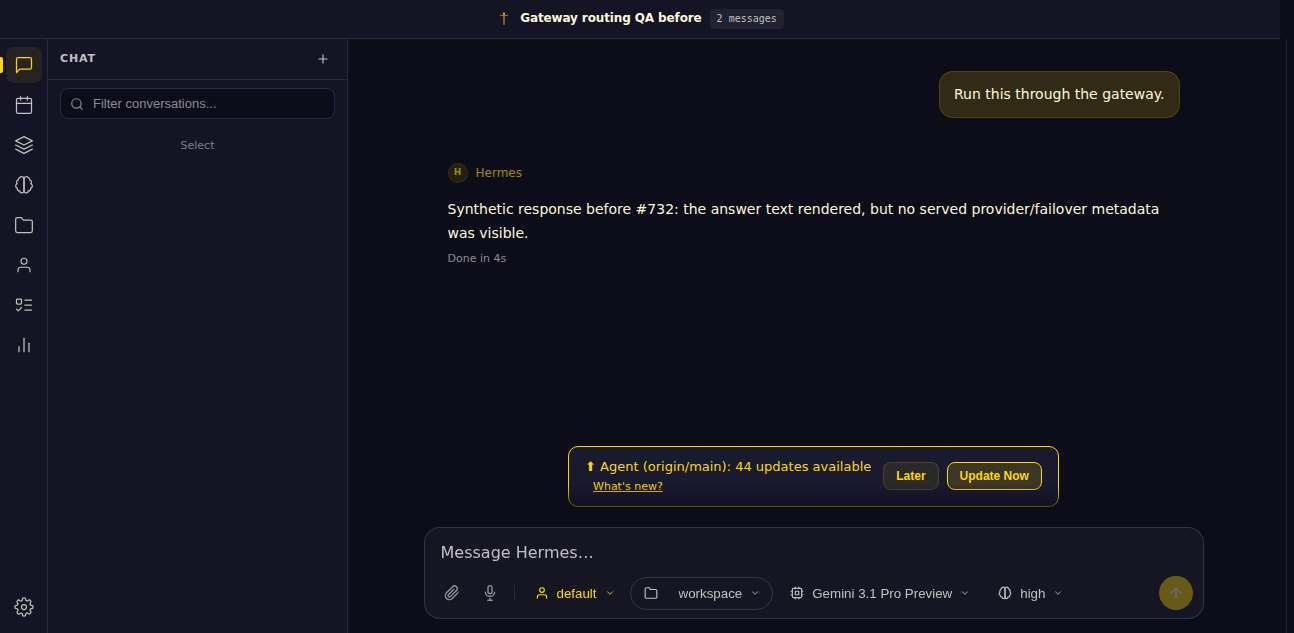 Gateway routing QA before 2 messages
CHAT
Filter conversations...
Select
Run this through the gateway.
H Hermes
Synthetic response before #732: the answer text rendered, but no served provider/failover metadata
was visible.
Done in 4s
⬆ Agent (origin/main): 44 updates available
What's new?
Later
Update Now
Message Hermes…
default
workspace
Gemini 3.1 Pro Preview
high